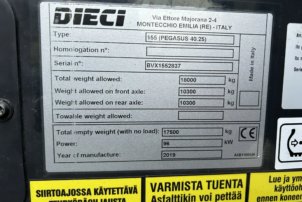 DIECI
Via Ettore Majorana 2-4
MONTECCHIO EMILIA (RE) - ITALY
Type 155 (PEGASUS 40.25)
Homologation n°
Serial n° BVX1552837
Total weight allowed: 18000 kg
Weight allowed on front axle: 10300 kg
Weight allowed on rear axle: 10300 kg
Towable weight allowed:
Total empty weight (with no load): 17500 kg
Power: 96 kW
Year of manufacture: 2019
Made in Italy
SIIRTOAJOSSA KÄYTETTÄVÄ
VARMISTA TUENTA
Asfaltikin voi pettää